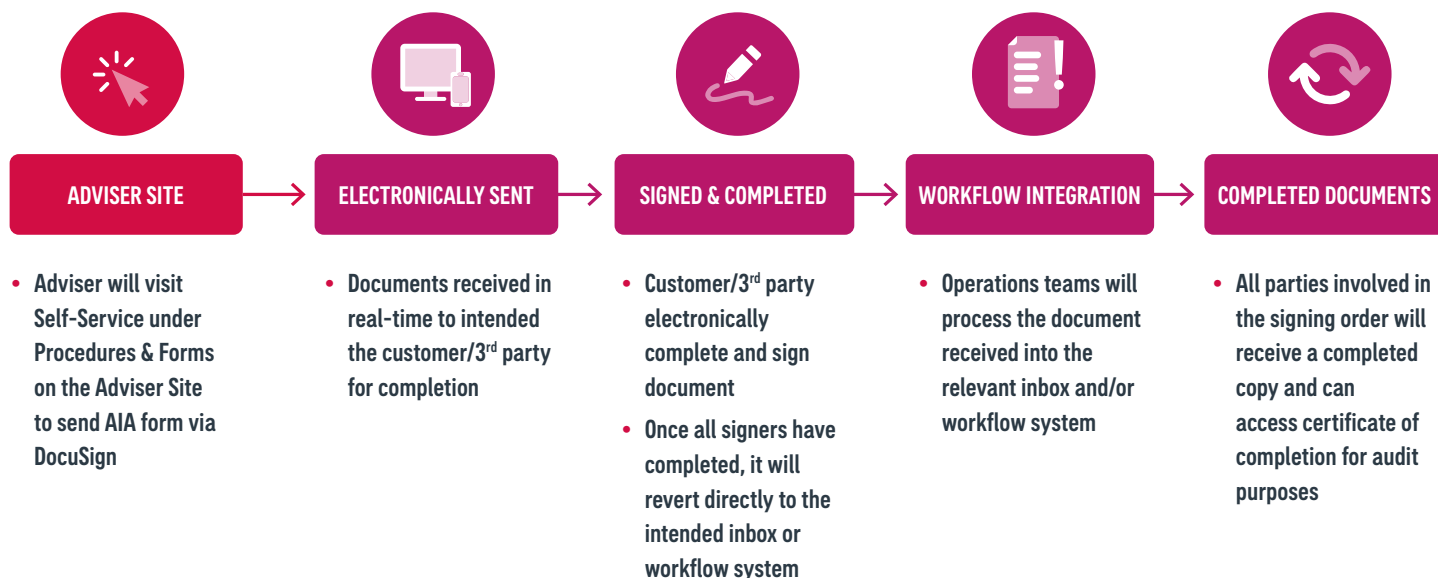 ADVISER SITE
ELECTRONICALLY SENT
SIGNED & COMPLETED
WORKFLOW INTEGRATION
COMPLETED DOCUMENTS
• Adviser will visit
Self-Service under
Procedures & Forms
on the Adviser Site
to send AIA form via
DocuSign
• Documents received in
real-time to intended
the customer/3rd party
for completion
• Customer/3rd party
electronically
complete and sign
document
• Once all signers have
completed, it will
revert directly to the
intended inbox or
workflow system
• Operations teams will
process the document
received into the
relevant inbox and/or
workflow system
• All parties involved in
the signing order will
receive a completed
copy and can
access certificate of
completion for audit
purposes